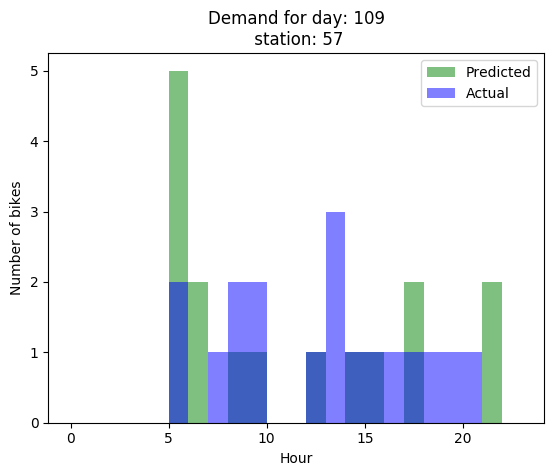 Demand for day: 109
station: 57
Predicted
Actual
Number of bikes
5
4
3
2
1
0
0
5
10
15
20
Hour